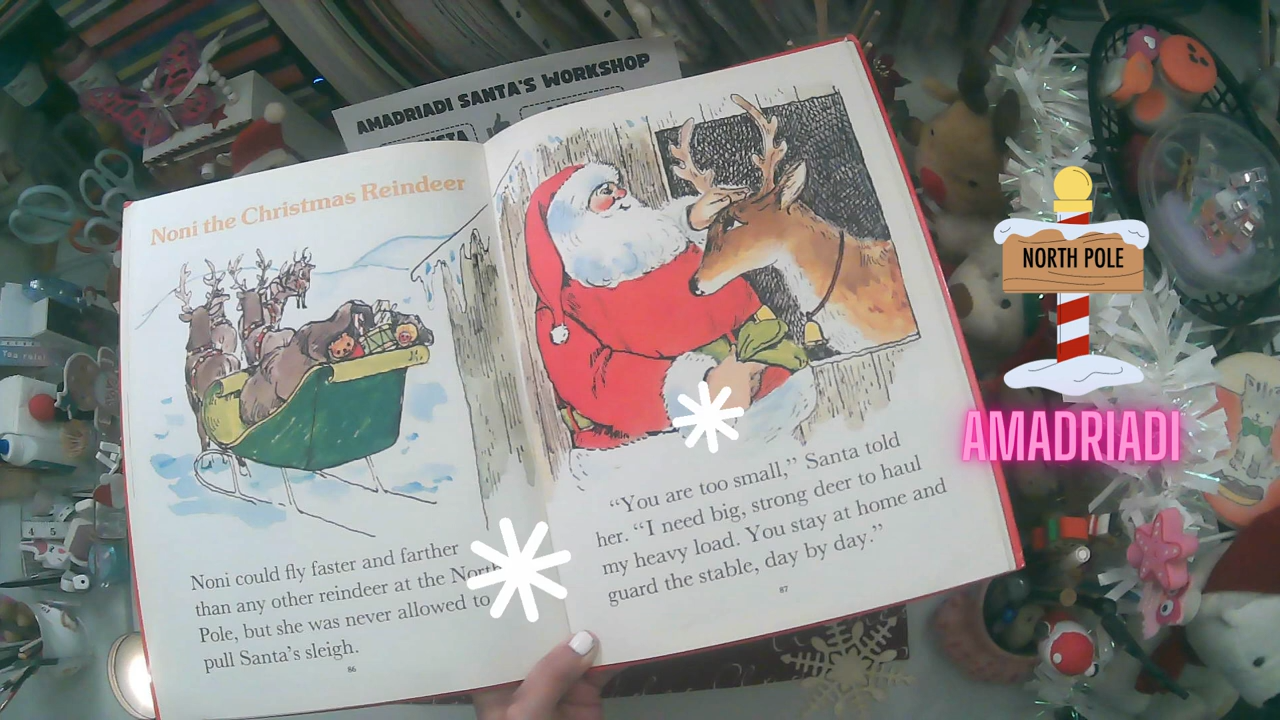 AMADRIADI SANTA'S WORKSHOP
Noni the Christmas Reindeer
Noni could fly faster and farther
than any other reindeer at the North
Pole, but she was never allowed to
pull Santa's sleigh.
86
“You are too small,” Santa told
her. “I need big, strong deer to haul
my heavy load. You stay at home and
guard the stable, day by day.”
87
NORTH POLE
AMADRIADI